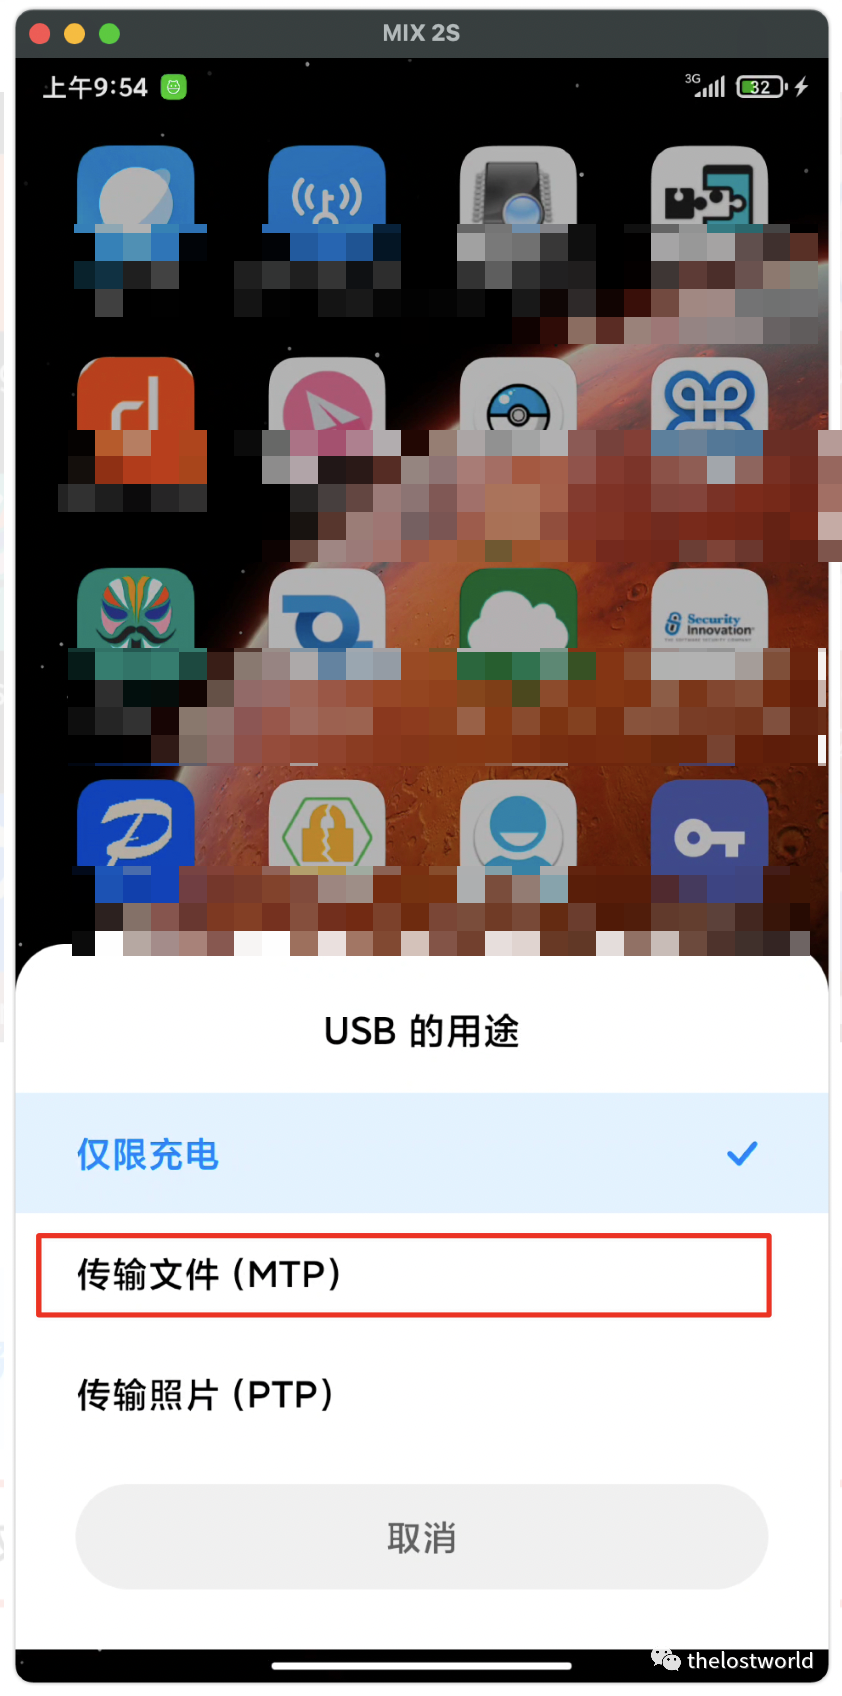 MIX 2S
上午9:54
3G
32
Security
Innovation
USB 的用途
仅限充电
传输文件 (MTP)
传输照片 (PTP)
取消
thelostworld